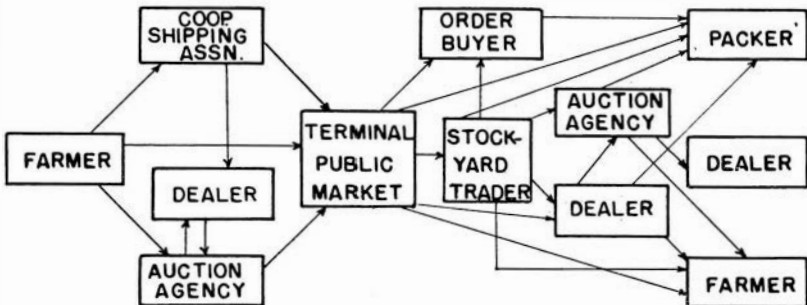 COOP.
SHIPPING
ASSN.
ORDER
BUYER
PACKER
FARMER
TERMINAL
PUBLIC
MARKET
STOCK-
YARD
TRADER
AUCTION
AGENCY
DEALER
DEALER
DEALER
AUCTION
AGENCY
FARMER